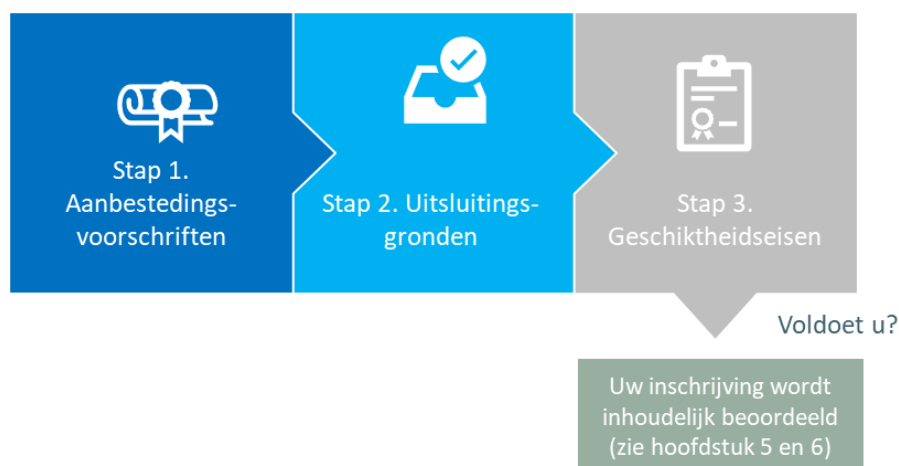 Stap 1.
Aanbestedings-
voorschriften
Stap 2. Uitsluitings-
gronden
Stap 3.
Geschiktheidseisen
Voldoet u?
Uw inschrijving wordt
inhoudelijk beoordeeld
(zie hoofdstuk 5 en 6)